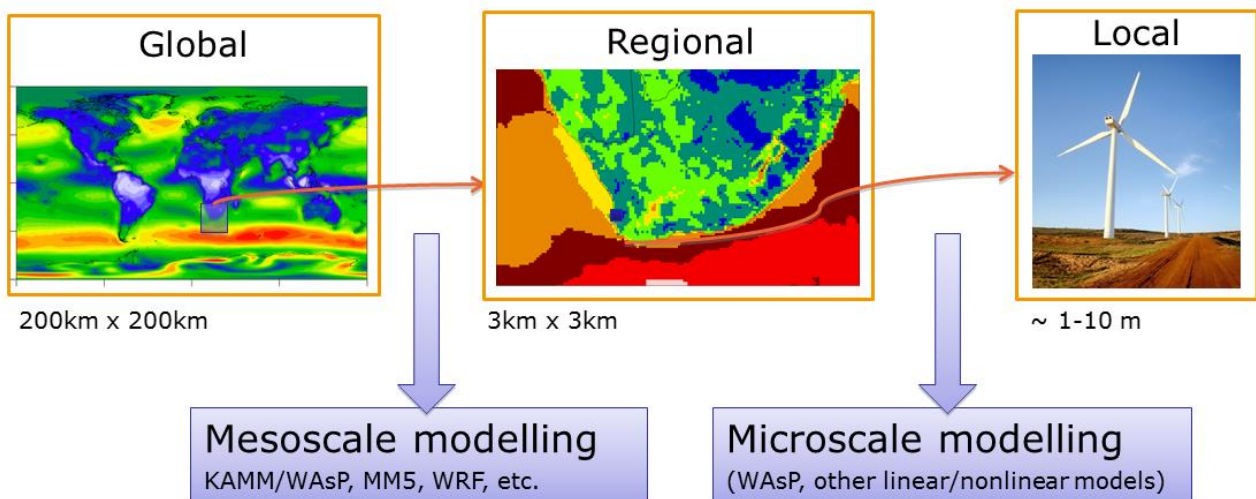 Global
Regional
Local
200km x 200km
3km x 3km
~ 1-10 m
Mesoscale modelling
KAMM/WAsP, MM5, WRF, etc.
Microscale modelling
(WAsP, other linear/nonlinear models)